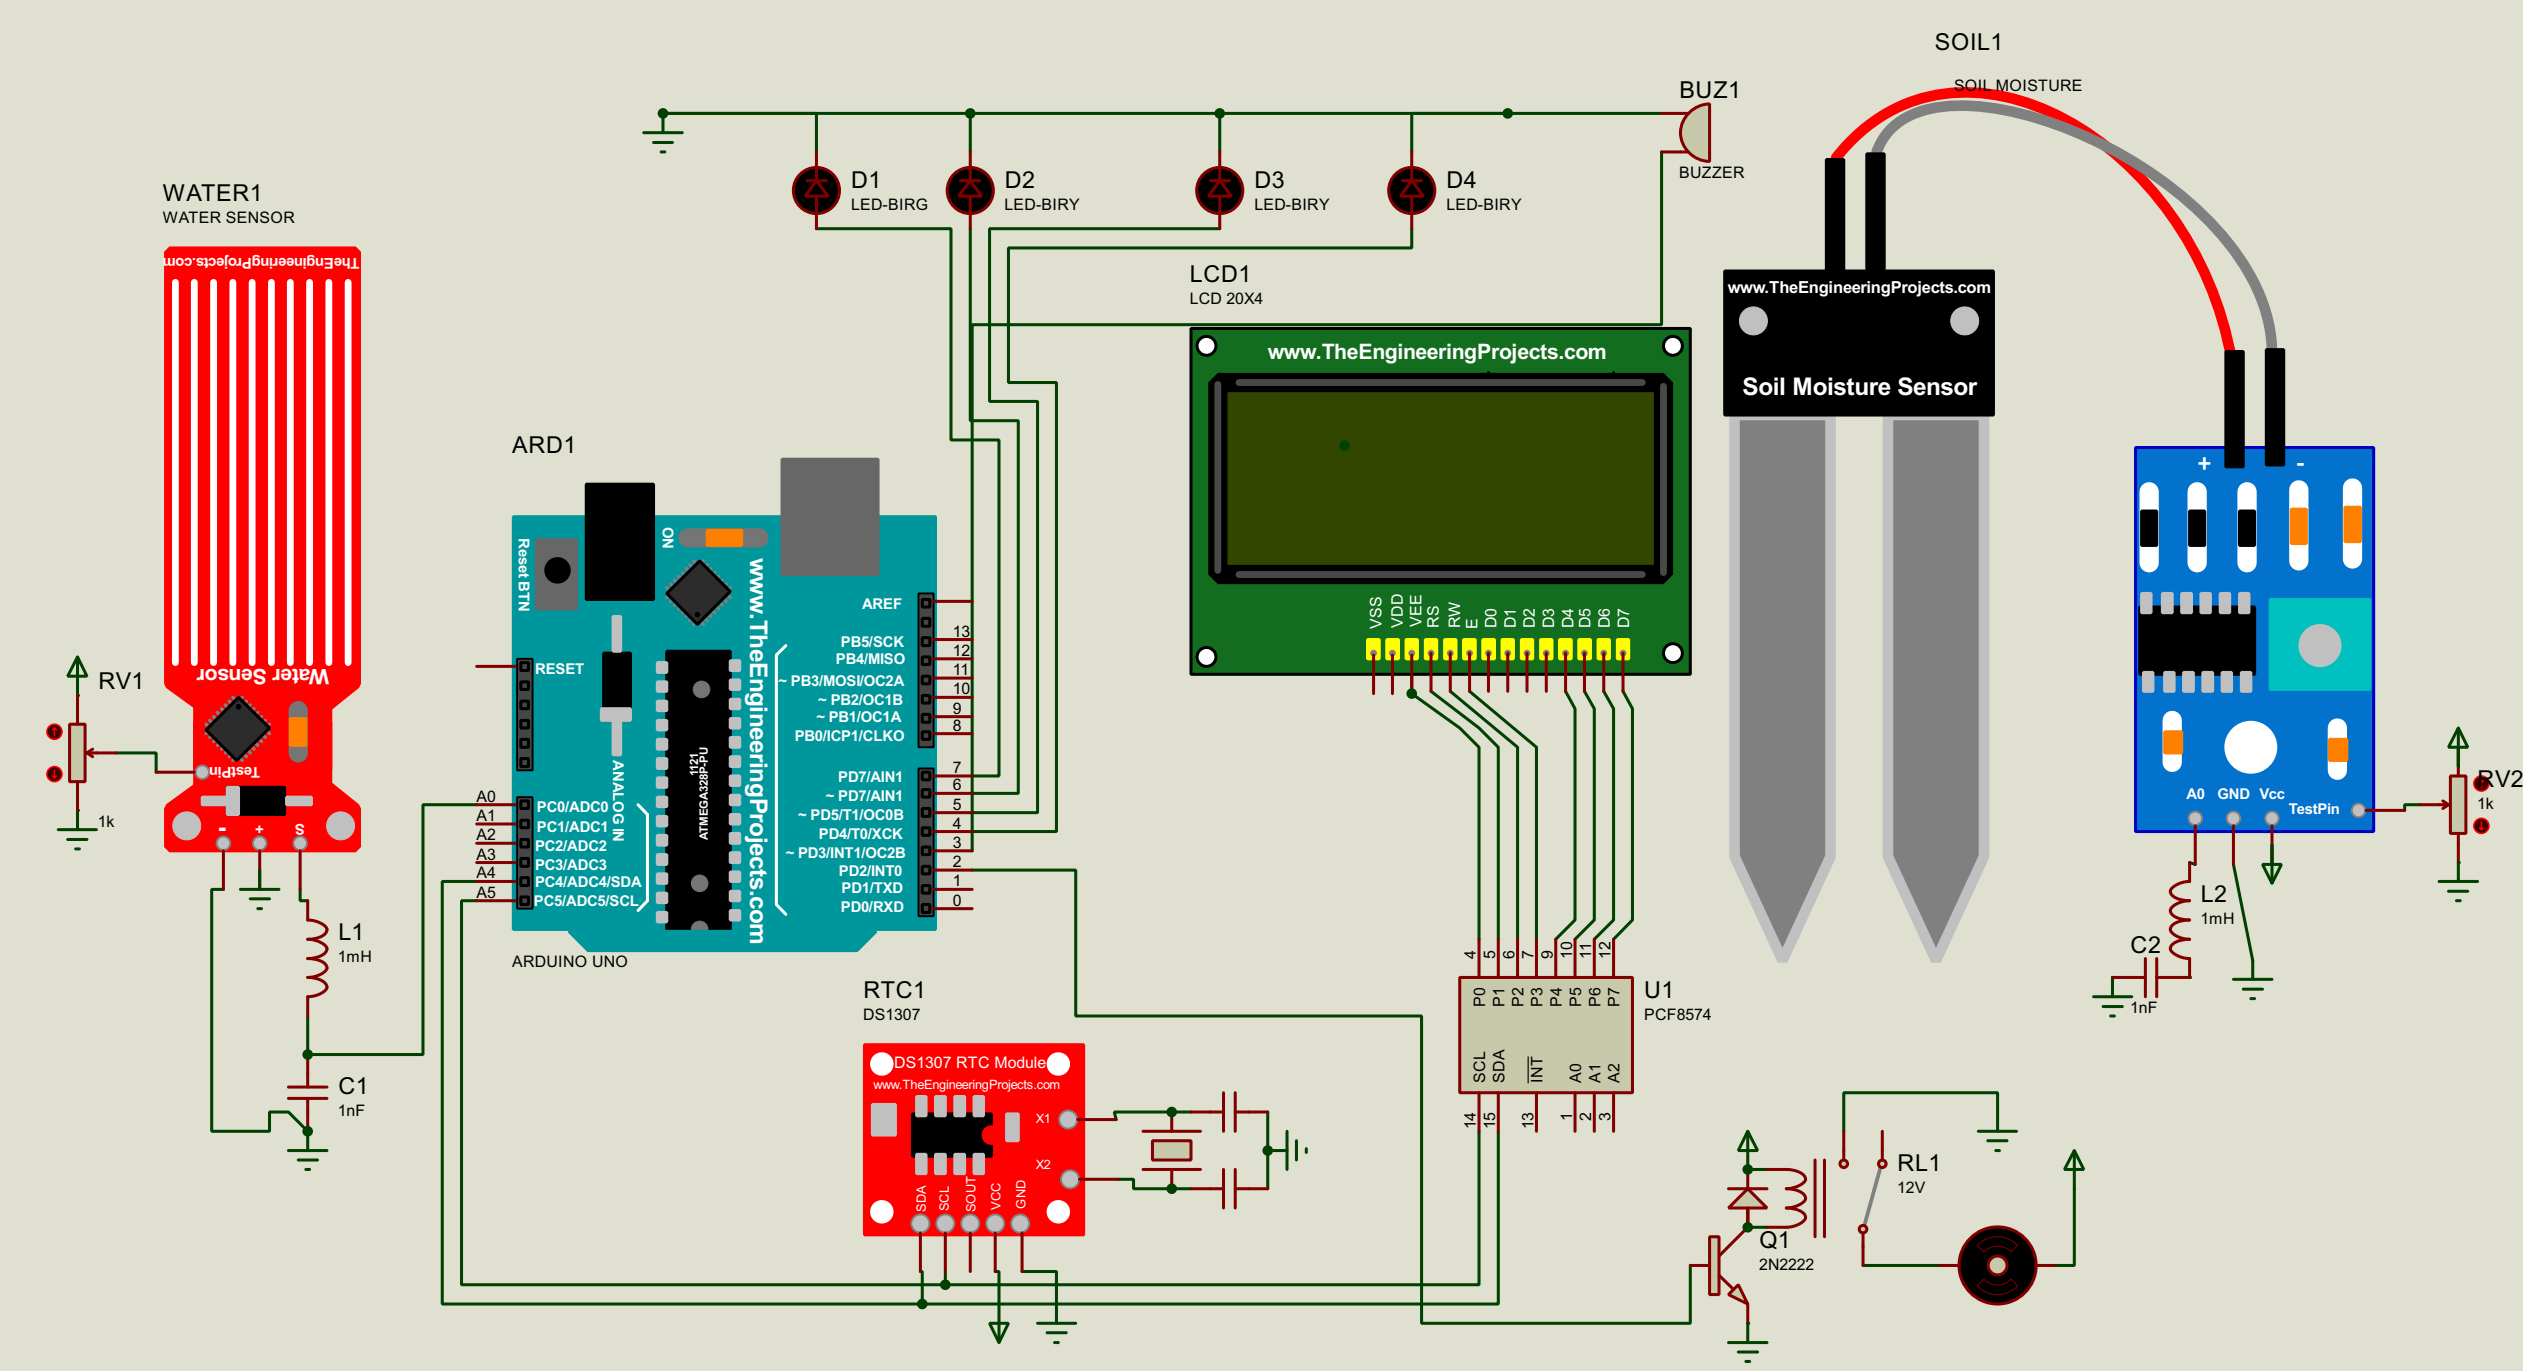 SOIL1
SOIL MOISTURE
BUZ1
BUZZER
D1
LED-BIRG
D2
LED-BIRY
D3
LED-BIRY
D4
LED-BIRY
WATER1
WATER SENSOR
www.TheEngineeringProjects.com
Water Sensor
TestPin
-
+
S
RV1
1k
L1
1mH
C1
1nF
LCD1
LCD 20X4
www.TheEngineeringProjects.com
VSS
VDD
VEE
RS
RW
E
D0
D1
D2
D3
D4
D5
D6
D7
www.TheEngineeringProjects.com
Soil Moisture Sensor
+
-
A0
GND
Vcc
TestPin
RV2
1k
L2
1mH
C2
1nF
ARD1
ARDUINO UNO
Reset BTN
ON
www.TheEngineeringProjects.com
ANALOG IN
1121
ATMEGA328P-PU
RESET
A0 PC0/ADC0
A1 PC1/ADC1
A2 PC2/ADC2
A3 PC3/ADC3
A4 PC4/ADC4/SDA
A5 PC5/ADC5/SCL
AREF
PB5/SCK 13
PB4/MISO 12
~ PB3/MOSI/OC2A 11
~ PB2/OC1B 10
~ PB1/OC1A 9
PB0/ICP1/CLKO 8
PD7/AIN1 7
~ PD7/AIN1 6
~ PD5/T1/OC0B 5
PD4/T0/XCK 4
~ PD3/INT1/OC2B 3
PD2/INT0 2
PD1/TXD 1
PD0/RXD 0
RTC1
DS1307
DS1307 RTC Module
www.TheEngineeringProjects.com
X1
X2
SDA
SCL
SOUT
VCC
GND
U1
PCF8574
4
5
6
7
9
10
11
12
P0
P1
P2
P3
P4
P5
P6
P7
SCL
SDA
INT
A0
A1
A2
14
15
13
1
2
3
RL1
12V
Q1
2N2222